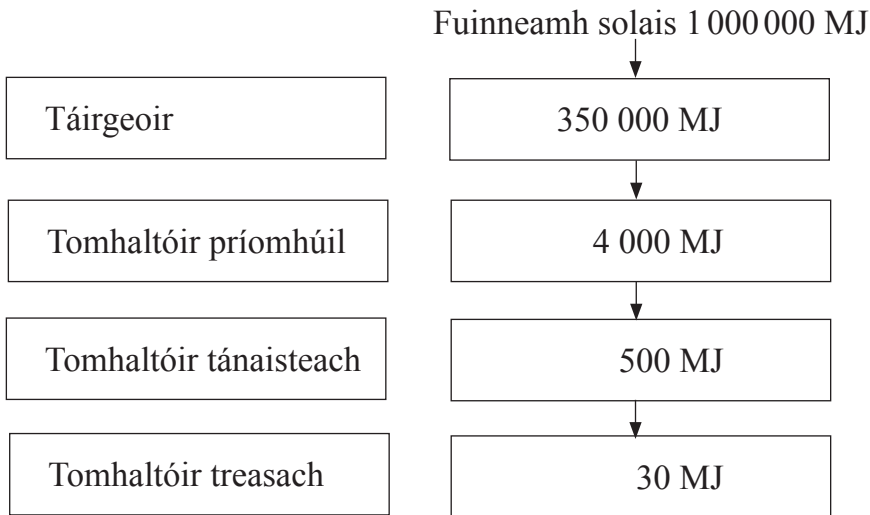 Fuinneamh solais 1 000 000 MJ
Táirgeoir
350 000 MJ
Tomhaltóir príomhúil
4 000 MJ
Tomhaltóir tánaisteach
500 MJ
Tomhaltóir treasach
30 MJ